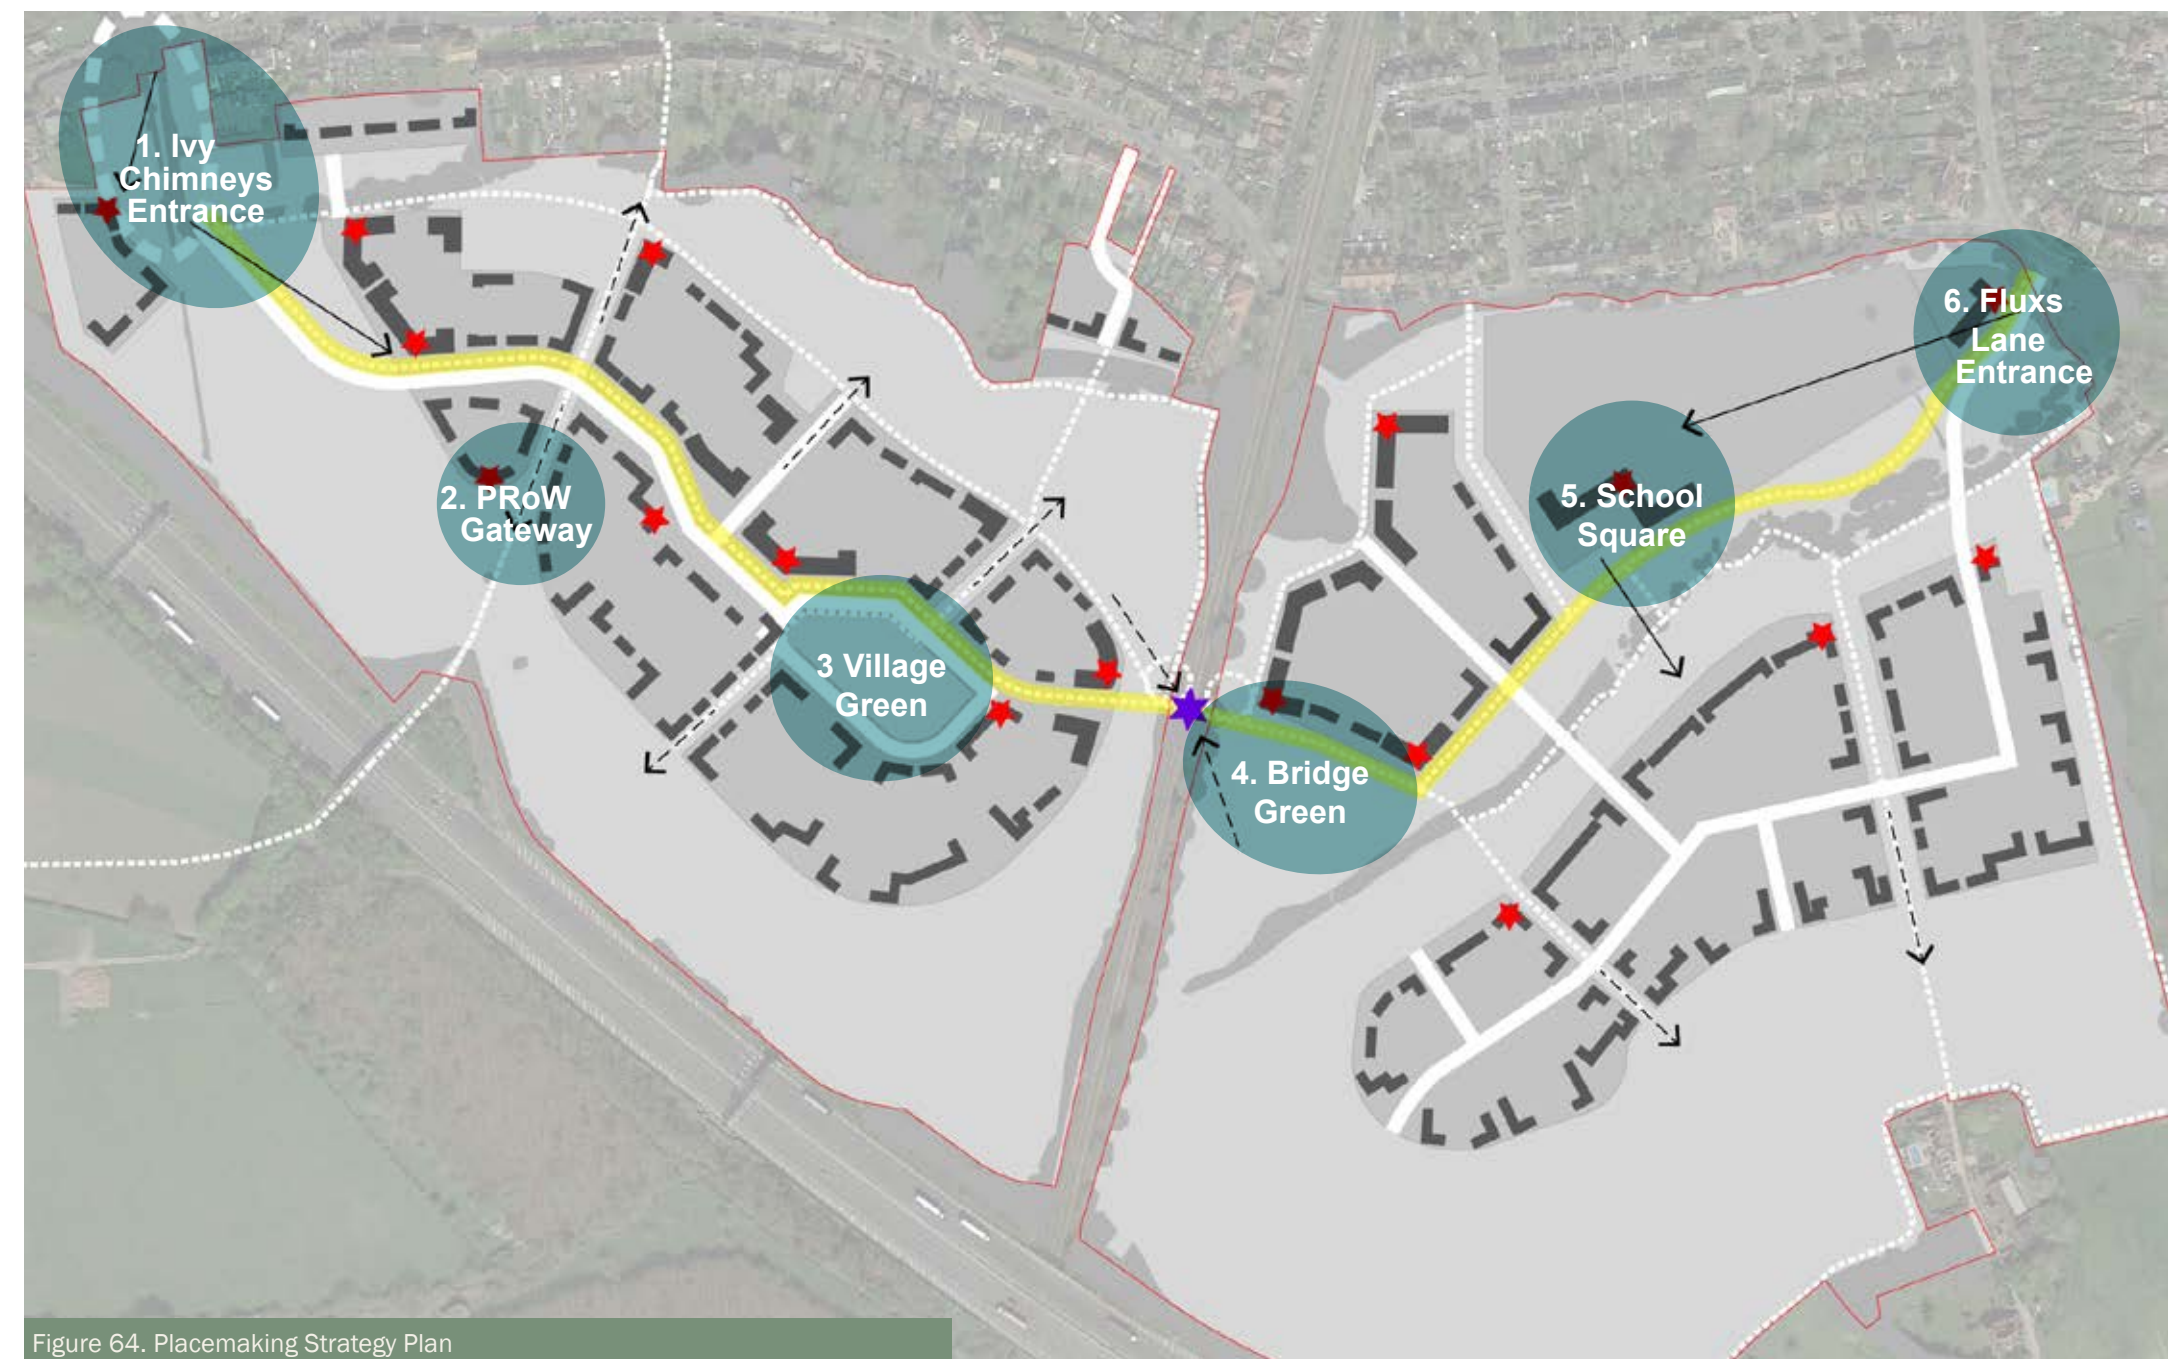 1. Ivy
Chimneys
Entrance
2. PRoW
Gateway
3 Village
Green
4. Bridge
Green
5. School
Square
6. Fluxs
Lane
Entrance
Figure 64. Placemaking Strategy Plan